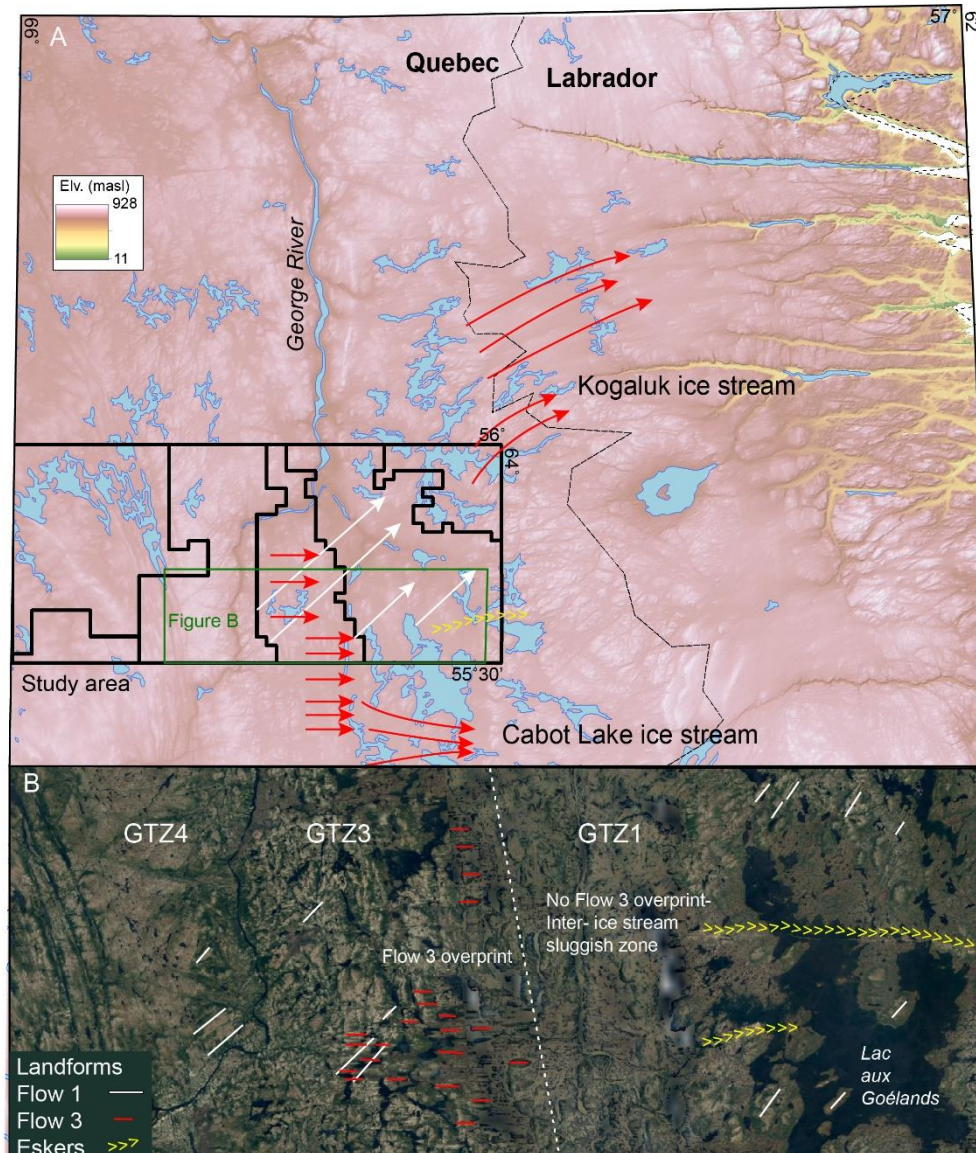 66°
A
57°
62
Quebec
Labrador
Elv. (masl)
928
11
George River
Kogaluk ice stream
56°
64°
Figure B
55°30'
Study area
Cabot Lake ice stream
B
GTZ4
GTZ3
GTZ1
No Flow 3 overprint-
Inter- ice stream
sluggish zone
Flow 3 overprint
Landforms
Flow 1
Flow 3
Eskers
Lac
aux
Goélands